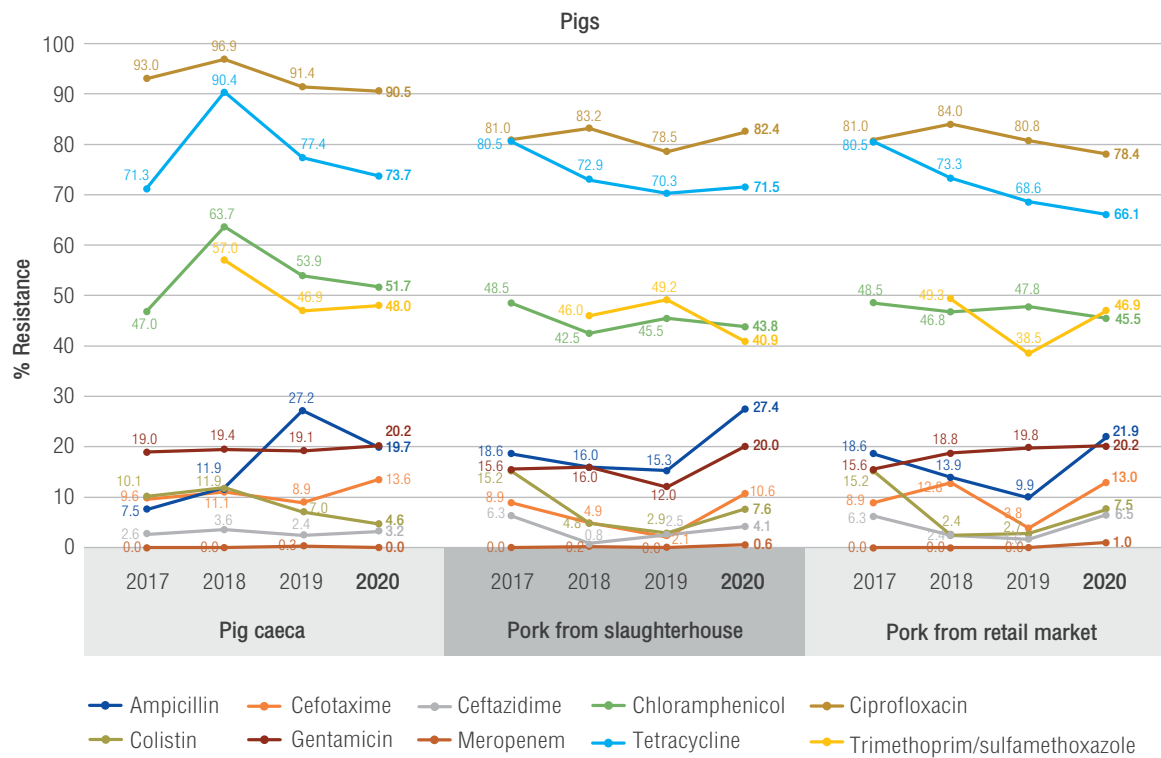 Pigs
% Resistance
100
90
80
70
60
50
40
30
20
10
0
93.0 96.9 91.4 90.5
71.3 90.4 77.4 73.7
47.0 63.7 53.9 51.7
57.0 46.9 48.0
7.5 11.9 27.2 19.7
19.0 19.4 19.1 20.2
9.6 11.1 8.9 13.6
10.1 11.9 7.0 4.6
2.6 3.6 2.4 3.2
0.0 0.0 0.3 0.0
81.0 83.2 78.5 82.4
80.5 72.9 70.3 71.5
48.5 42.5 45.5 43.8
46.0 49.2 40.9
18.6 16.0 15.3 27.4
15.6 16.0 12.0 20.0
8.9 4.9 2.1 10.6
15.2 4.8 2.9 7.6
6.3 0.8 2.5 4.1
0.0 0.2 0.0 0.6
81.0 84.0 80.8 78.4
80.5 73.3 68.6 66.1
48.5 46.8 47.8 45.5
49.3 38.5 46.9
18.6 13.9 9.9 21.9
15.6 18.8 19.8 20.2
8.9 12.8 3.8 13.0
15.2 2.4 2.7 7.5
6.3 2.4 6.5
0.0 0.0 0.0 1.0
2017 2018 2019 2020
2017 2018 2019 2020
2017 2018 2019 2020
Pig caeca
Pork from slaughterhouse
Pork from retail market
Ampicillin Cefotaxime Ceftazidime Chloramphenicol Ciprofloxacin
Colistin Gentamicin Meropenem Tetracycline Trimethoprim/sulfamethoxazole